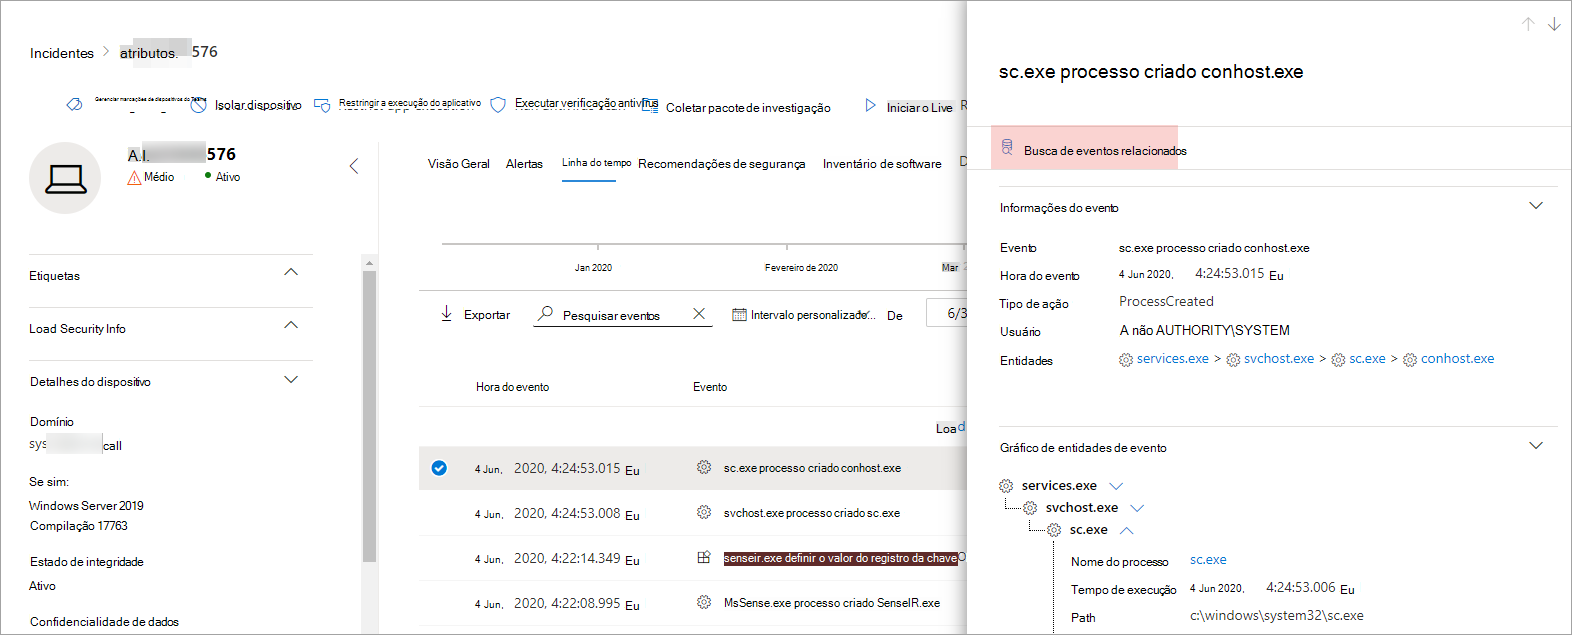 Incidentes > atributos. 576
Gerenciar marcações de dispositivos do Teams
Isolar dispositivo
Restringir a execução do aplicativo
Executar verificação antivírus
Coletar pacote de investigação
Iniciar o Live R
A.I. 576
Médio
Ativo
Visão Geral
Alertas
Linha do tempo
Recomendações de segurança
Inventário de software
D
Etiquetas
Load Security Info
Detalhes do dispositivo
Domínio
sys call
Se sim:
Windows Server 2019
Compilação 17763
Estado de integridade
Ativo
Confidencialidade de dados
Jan 2020
Fevereiro de 2020
Mar
Exportar
Pesquisar eventos
Intervalo personalizado...
De
6/3
Hora do evento
Evento
Load
4 Jun, 2020, 4:24:53.015 Eu
sc.exe processo criado conhost.exe
4 Jun, 2020, 4:24:53.008 Eu
svchost.exe processo criado sc.exe
4 Jun, 2020, 4:22:14.349 Eu
senseir.exe definir o valor do registro da chave
4 Jun, 2020, 4:22:08.995 Eu
MsSense.exe processo criado SenseIR.exe
sc.exe processo criado conhost.exe
Busca de eventos relacionados
Informações do evento
Evento
sc.exe processo criado conhost.exe
Hora do evento
4 Jun 2020, 4:24:53.015 Eu
Tipo de ação
ProcessCreated
Usuário
A não AUTHORITY\SYSTEM
Entidades
services.exe > svchost.exe > sc.exe > conhost.exe
Gráfico de entidades de evento
services.exe
svchost.exe
sc.exe
Nome do processo
sc.exe
Tempo de execução
4 Jun 2020, 4:24:53.006 Eu
Path
c:\windows\system32\sc.exe